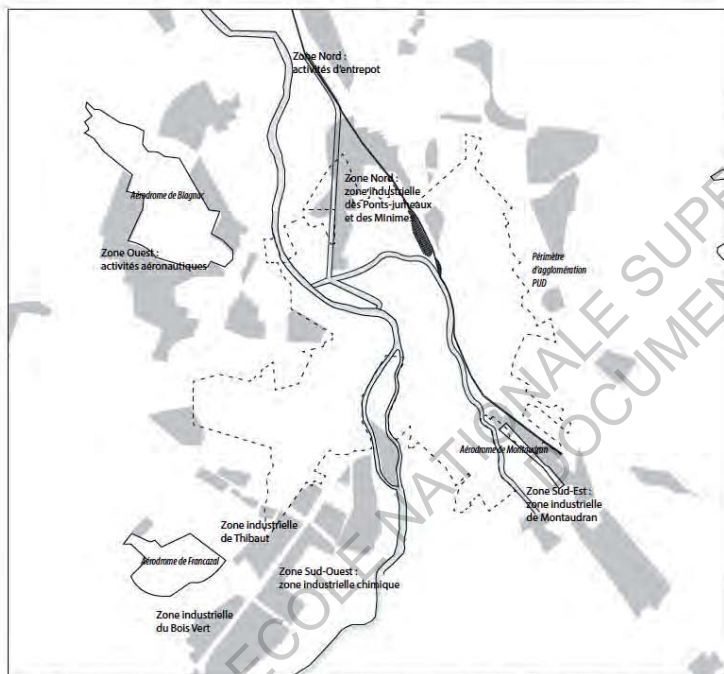 Zone Nord :
activités d'entrepot
Aérodrome de Blagnac
Zone Nord :
zone industrielle
des Ponts-jumeaux
et des Minimes
Zone Ouest :
activités aéronautiques
Périmètre
d'agglomération
PUD
Aérodrome de Montaudran
Zone Sud-Est :
zone industrielle
de Montaudran
Zone industrielle
de Thibaut
Aérodrome de Francazal
Zone Sud-Ouest :
zone industrielle chimique
Zone industrielle
du Bois Vert
ECOLE NATIONALE SUP
DOCUMEN